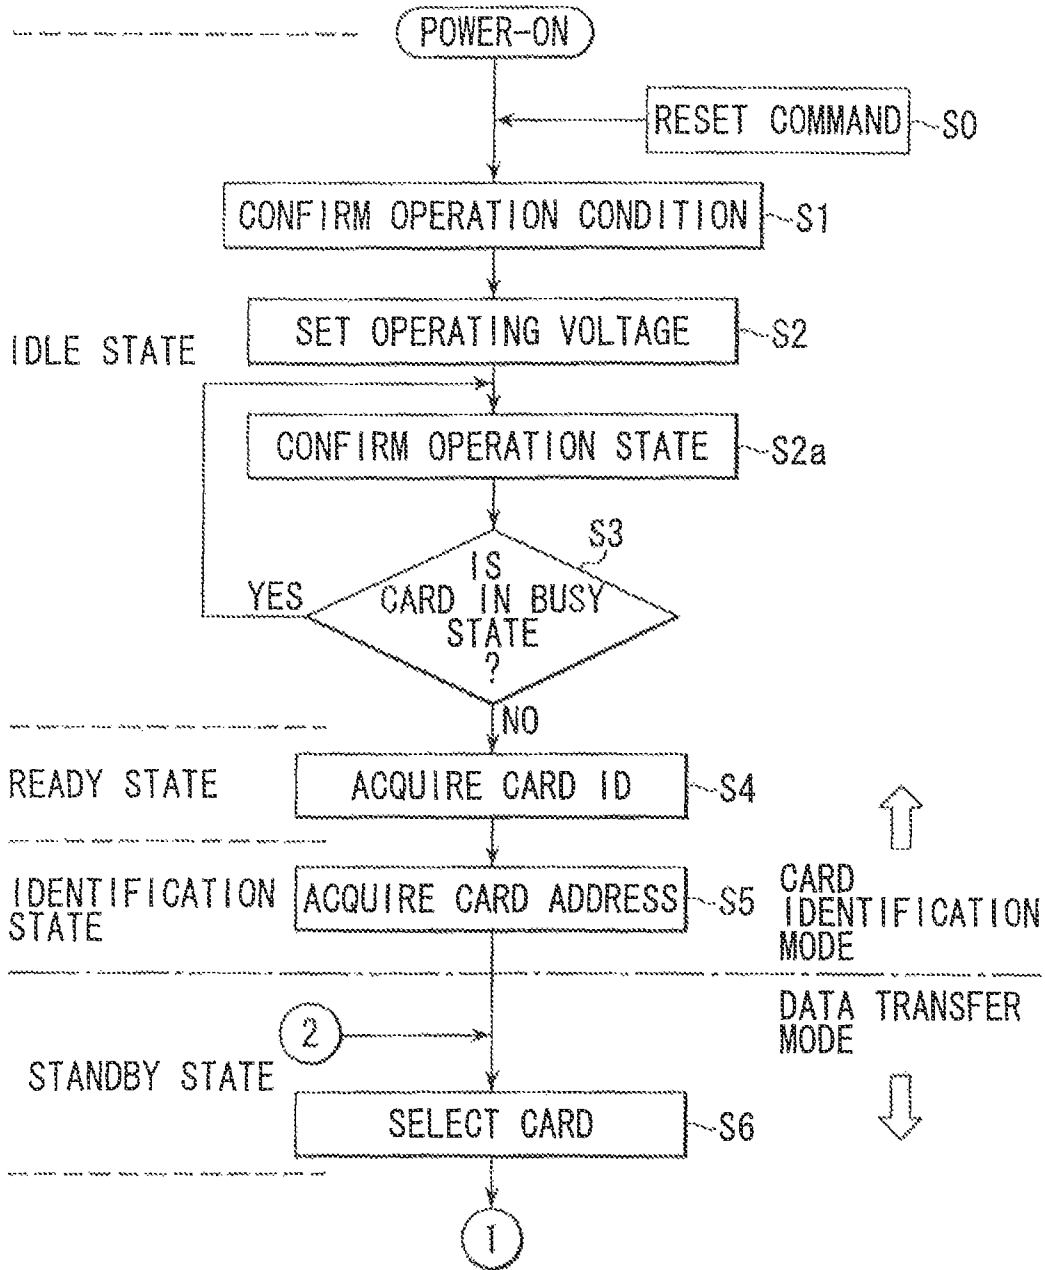 POWER-ON
RESET COMMAND
S0
CONFIRM OPERATION CONDITION
S1
SET OPERATING VOLTAGE
S2
IDLE STATE
CONFIRM OPERATION STATE
S2a
S3
IS
CARD IN BUSY
STATE
?
YES
NO
READY STATE
ACQUIRE CARD ID
S4
IDENTIFICATION
STATE
ACQUIRE CARD ADDRESS
S5
CARD
IDENTIFICATION
MODE
DATA TRANSFER
MODE
2
STANDBY STATE
SELECT CARD
S6
1